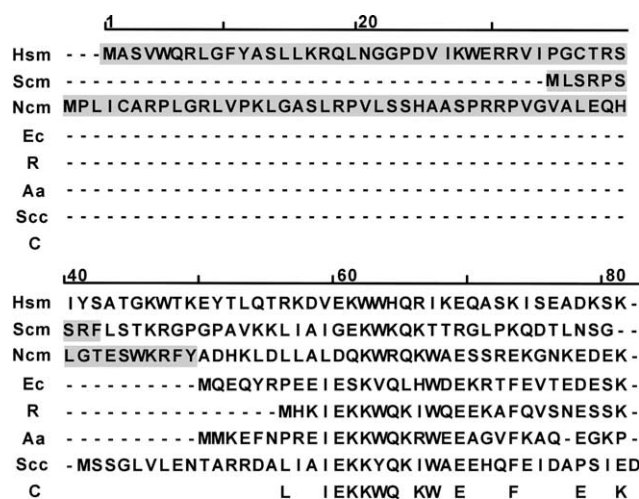 1 20
Hsm - - - MASVWQRLGFYASLLKRQLNGGPDVIKWERRVIPGCTRS
Scm - - - - - - - - - - - - - - - - - - - - - - - - - - - - - - - - - - - - MLSRPS
Ncm MPLICARPLGRLVPKLGASLRPVLSSHAASPRRPVGVALEQH
Ec - - - - - - - - - - - - - - - - - - - - - - - - - - - - - - - - - - - - - - - - - -
R - - - - - - - - - - - - - - - - - - - - - - - - - - - - - - - - - - - - - - - - - -
Aa - - - - - - - - - - - - - - - - - - - - - - - - - - - - - - - - - - - - - - - - - -
Scc - - - - - - - - - - - - - - - - - - - - - - - - - - - - - - - - - - - - - - - - - -
C
40 60 80
Hsm IYSATGKWTKEYTLQTRKDVEKWWHQRIKEQASKISEADKSK-
Scm SRFLSTKRGPGPAVKKLIAIGEKWKQKTTRGLPKQDTLNSG--
Ncm LGTESWKRFYADHKLDLLALDQKWRQKWAESSREKGNKEDEK-
Ec - - - - - - - - - - MQEQYRPEEIESKVQLHWDEKRTFEVTEDESK-
R - - - - - - - - - - - - - - - - MHKIEKKWQKIWQEEKAFQVSNESSK-
Aa - - - - - - - - - - MMKEFNPREIEKKWQKRWEEAGVFKAQ-EGKP-
Scc -MSSGLVLENTARRDALIAIEKKYQKIWAEEHQFEIDAPSIED
C L IEKKWQ KW E F E K